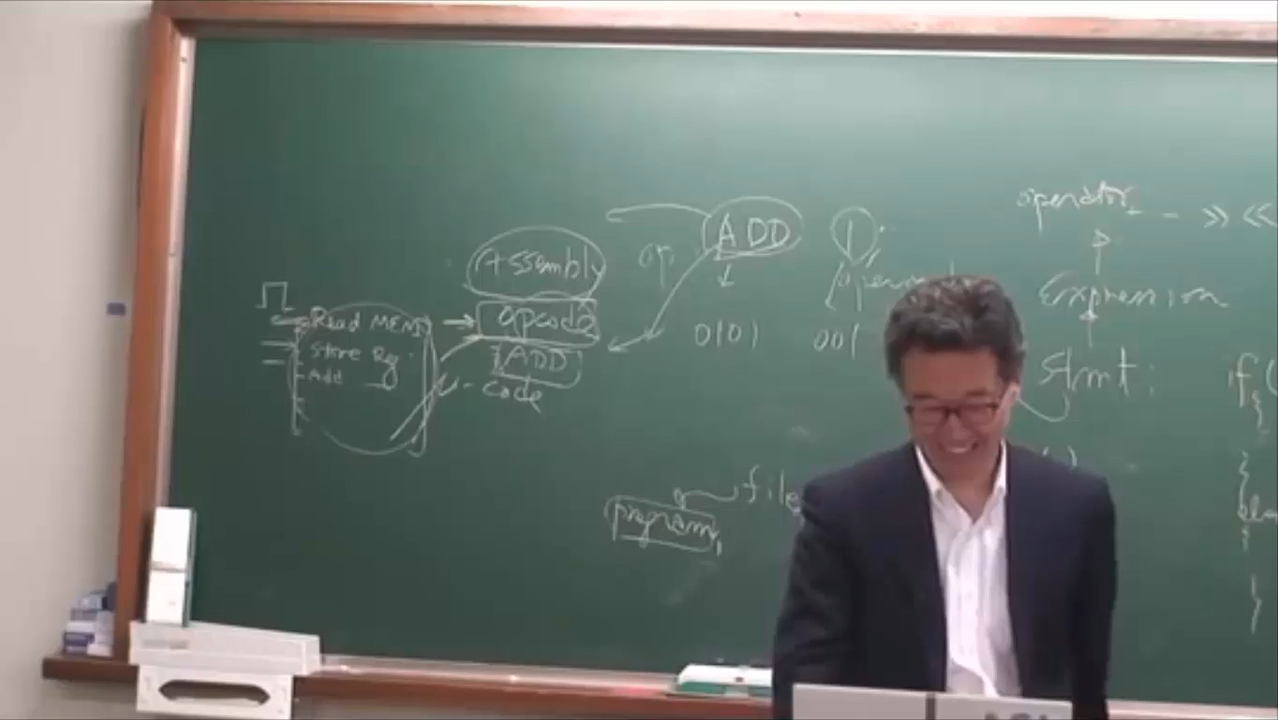 operator - - >> <<
ADD 1
Assembly op
Expression
Read MEM → opcode
0101 001
Store Reg.
ADD
Stmt ; if (
Add
μ - code
{
}
file
program
{
}